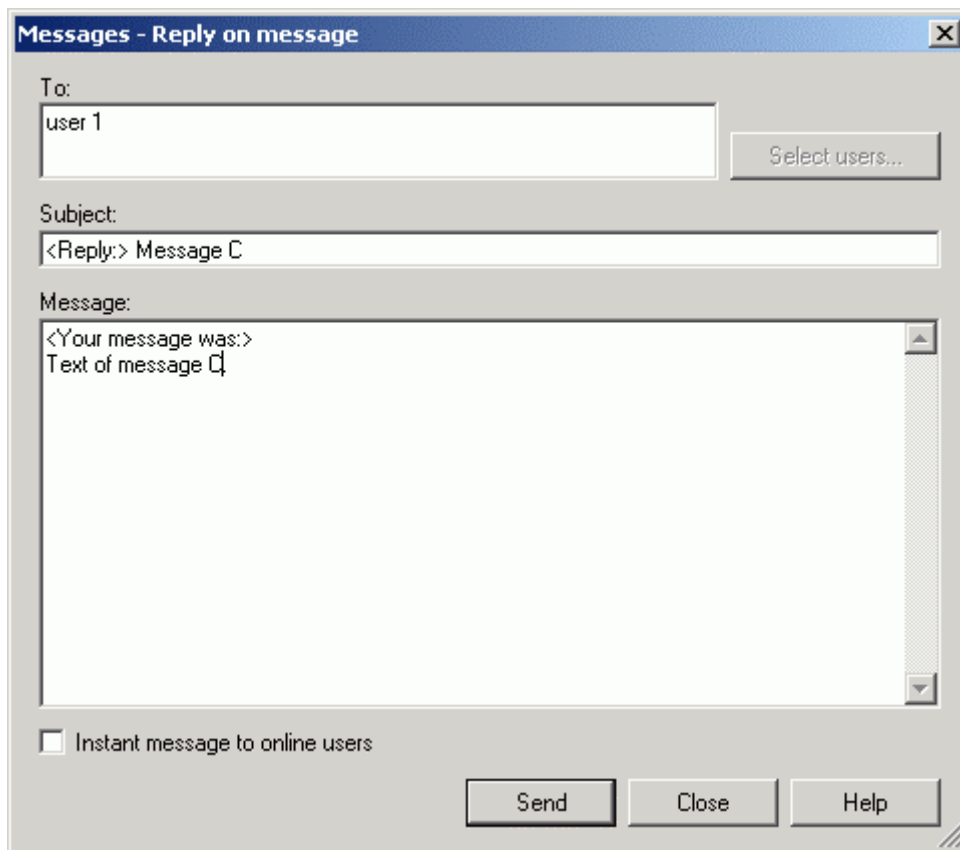 Messages - Reply on message
To:
user 1
Select users...
Subject:
<Reply:> Message C
Message:
<Your message was:>
Text of message C
Instant message to online users
Send
Close
Help